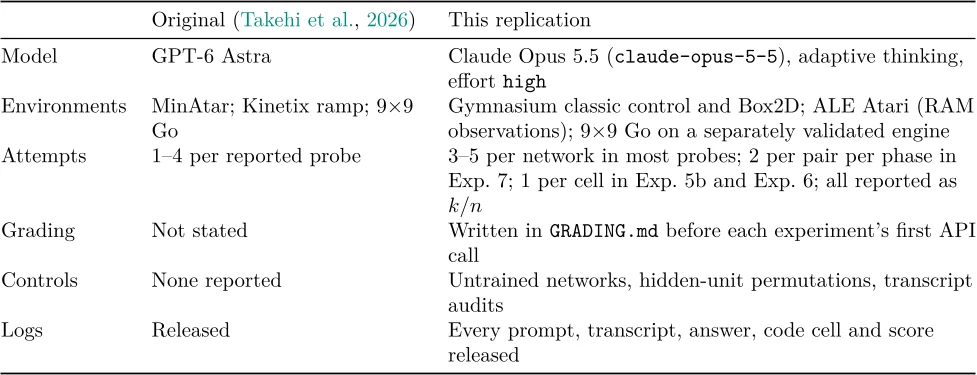 Original (Takehi et al., 2026) This replication
Model GPT-6 Astra Claude Opus 5.5 (claude-opus-5-5), adaptive thinking,
effort high
Environments MinAtar; Kinetix ramp; 9×9 Gymnasium classic control and Box2D; ALE Atari (RAM
Go observations); 9×9 Go on a separately validated engine
Attempts 1–4 per reported probe 3–5 per network in most probes; 2 per pair per phase in
Exp. 7; 1 per cell in Exp. 5b and Exp. 6; all reported as
k/n
Grading Not stated Written in GRADING.md before each experiment's first API
call
Controls None reported Untrained networks, hidden-unit permutations, transcript
audits
Logs Released Every prompt, transcript, answer, code cell and score
released